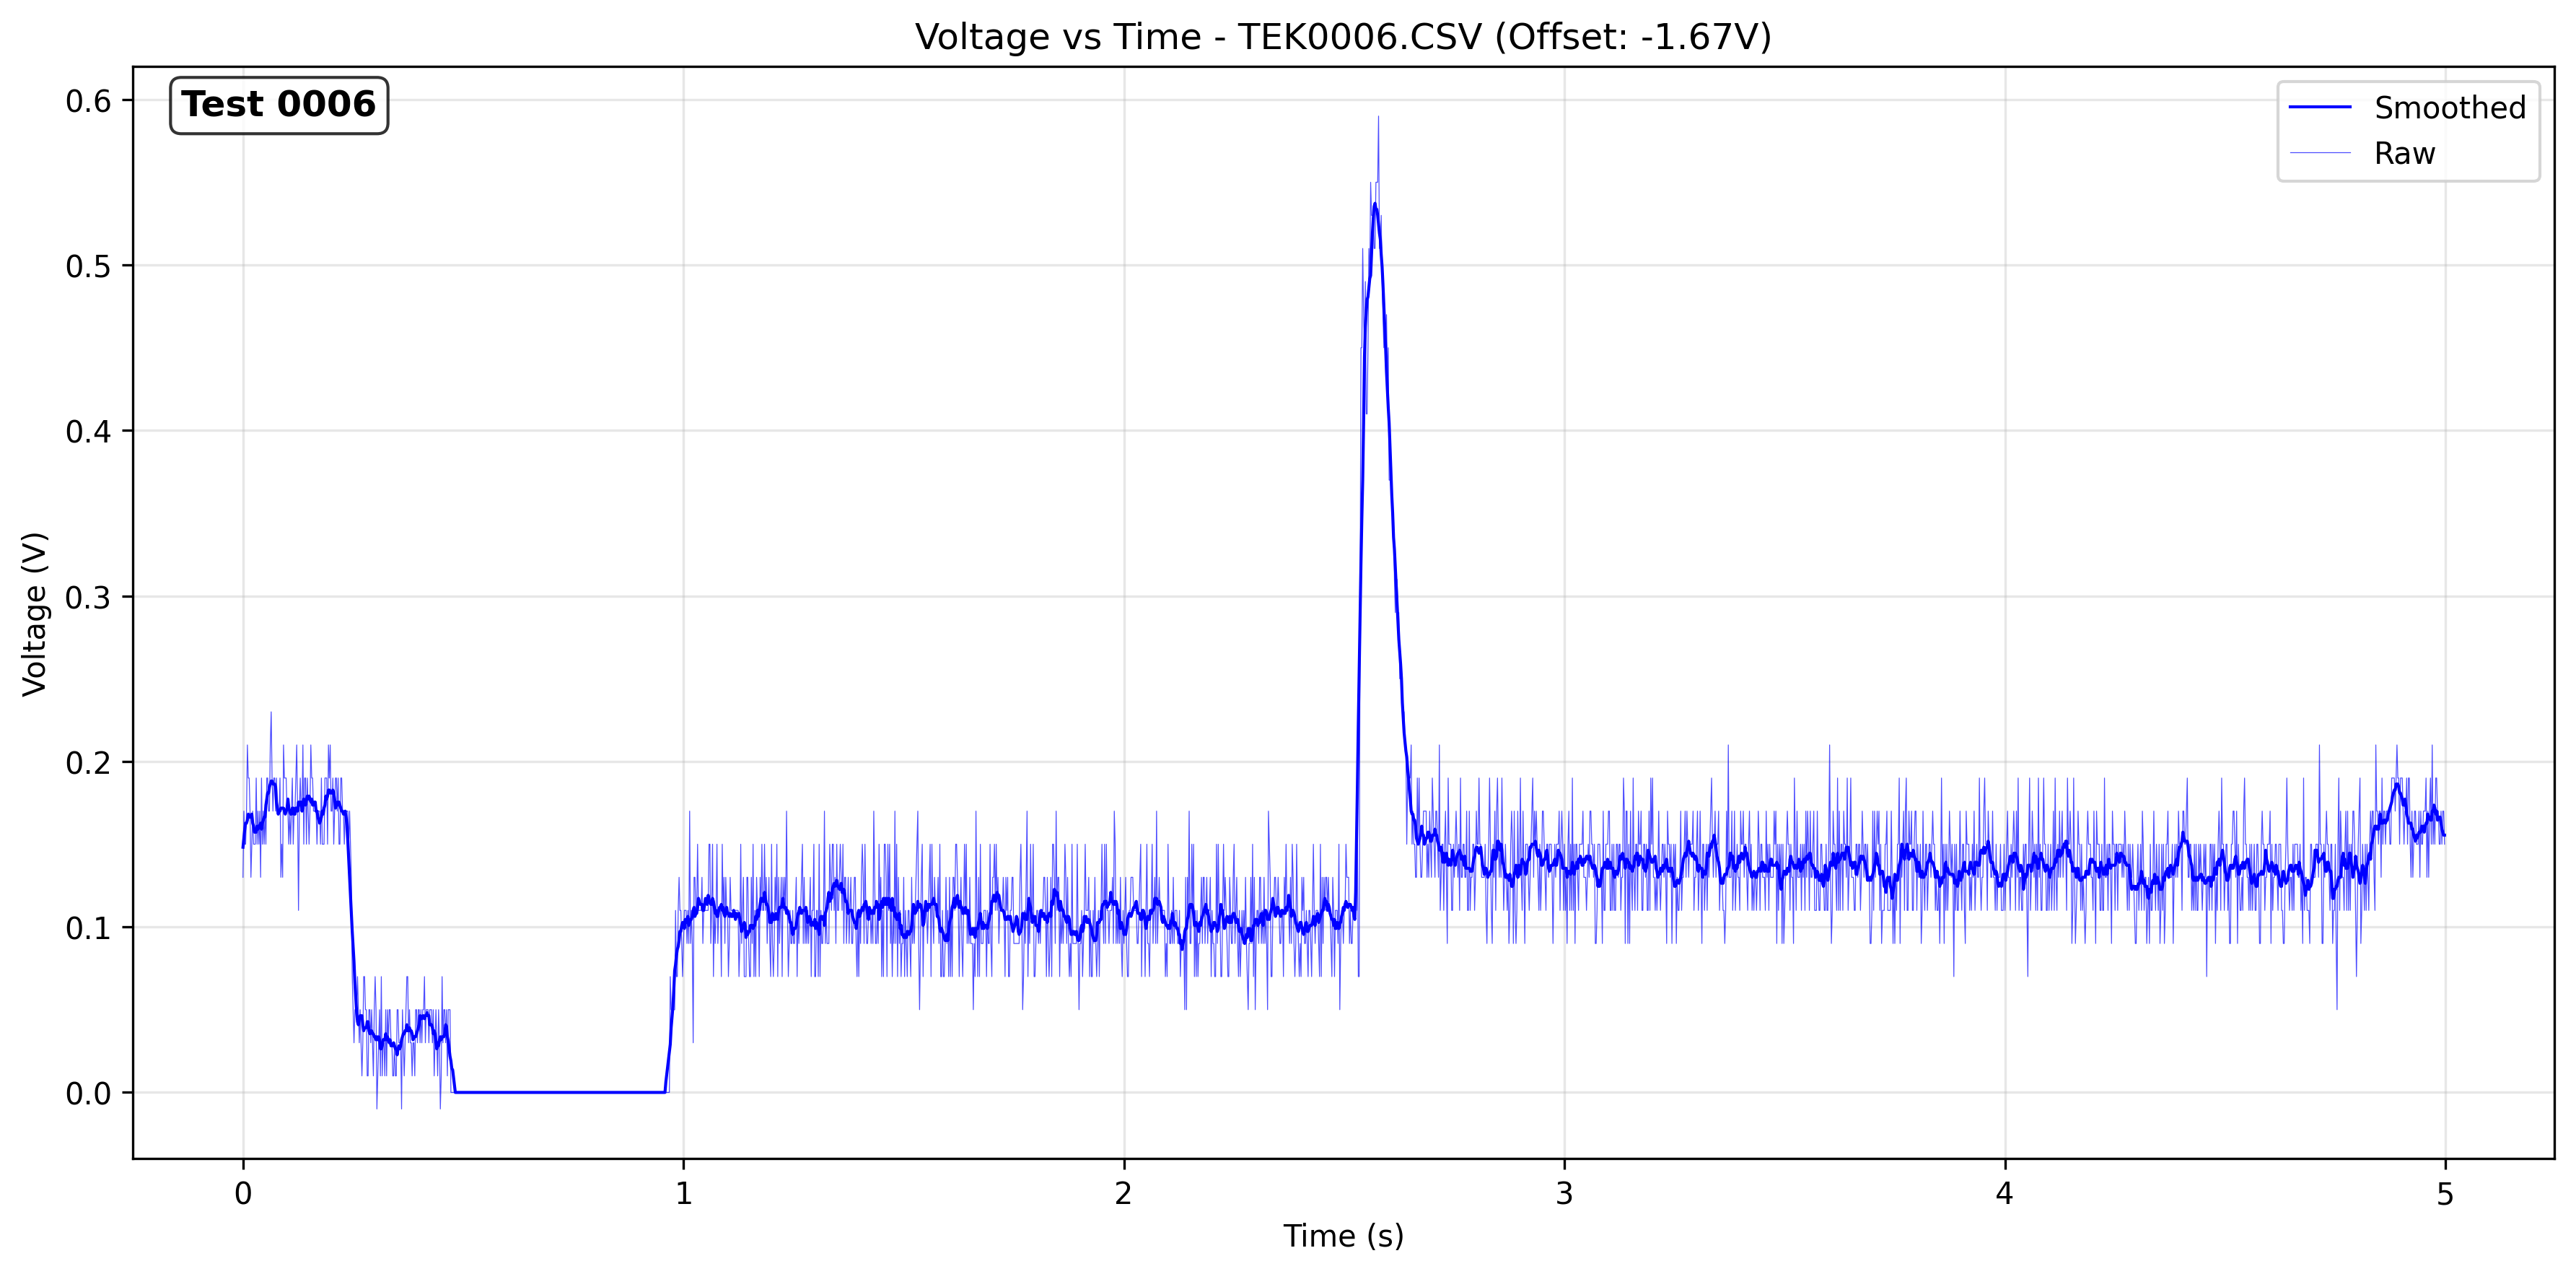 Voltage vs Time - TEK0006.CSV (Offset: -1.67V)
Test 0006
Smoothed
Raw
Voltage (V)
0.6
0.5
0.4
0.3
0.2
0.1
0.0
0 1 2 3 4 5
Time (s)